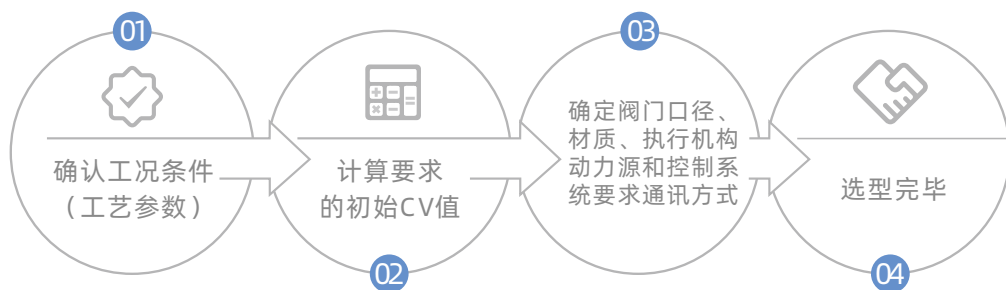 01
确认工况条件
（工艺参数）
计算要求
的初始CV值
02
03
确定阀门口径、
材质、执行机构
动力源和控制系
统要求通讯方式
选型完毕
04